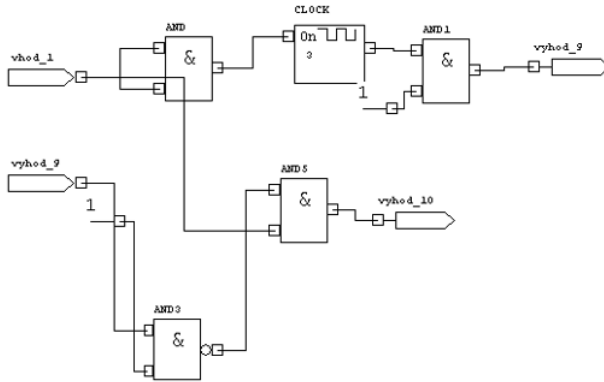 CLOCK
AND
AND1
vhod_1
&
On
3
&
vyhod_9
1
vyhod_9
AND5
1
&
vyhod_10
AND3
&